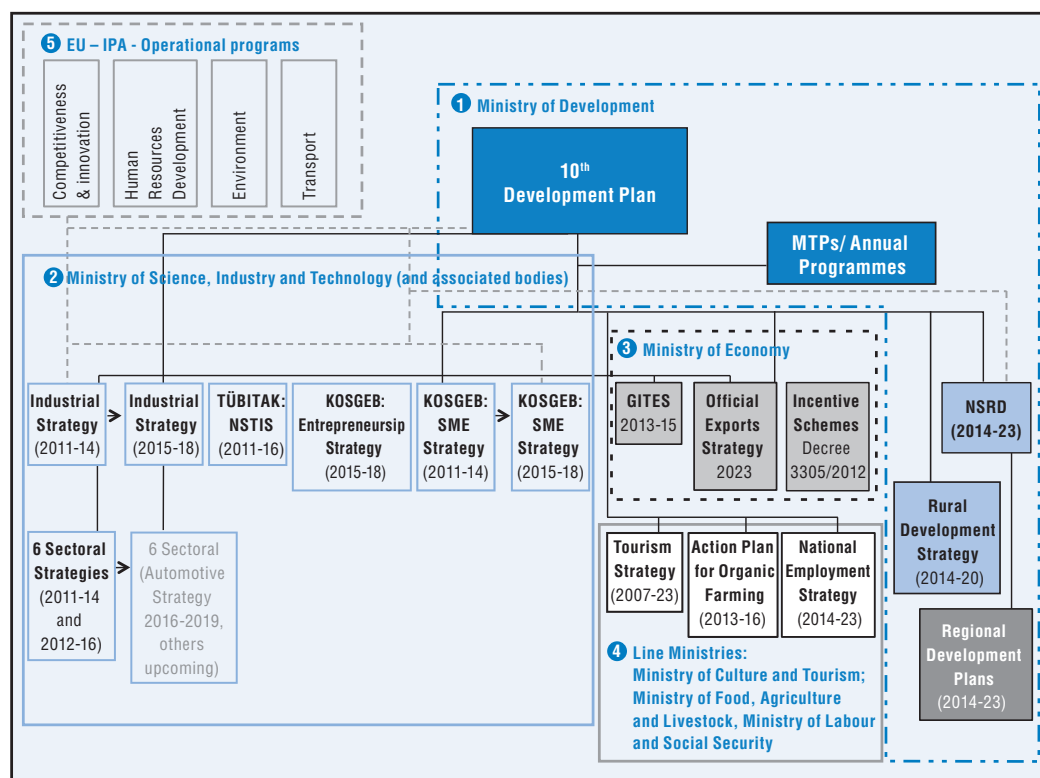 5 EU – IPA - Operational programs
Competitiveness
& innovation
Human
Resources
Development
Environment
Transport
1 Ministry of Development
10th
Development Plan
MTPs/ Annual
Programmes
2 Ministry of Science, Industry and Technology (and associated bodies)
Industrial
Strategy
(2011-14)
Industrial
Strategy
(2015-18)
TÜBITAK:
NSTIS
(2011-16)
KOSGEB:
Entrepreneursip
Strategy
(2015-18)
KOSGEB:
SME
Strategy
(2011-14)
KOSGEB:
SME
Strategy
(2015-18)
6 Sectoral
Strategies
(2011-14
and
2012-16)
6 Sectoral
(Automotive
Strategy
2016-2019,
others
upcoming)
3 Ministry of Economy
GITES
2013-15
Official
Exports
Strategy
2023
Incentive
Schemes
Decree
3305/2012
NSRD
(2014-23)
Rural
Development
Strategy
(2014-20)
Regional
Development
Plans
(2014-23)
Tourism
Strategy
(2007-23)
Action Plan
for Organic
Farming
(2013-16)
National
Employment
Strategy
(2014-23)
4 Line Ministries:
Ministry of Culture and Tourism;
Ministry of Food, Agriculture
and Livestock, Ministry of Labour
and Social Security